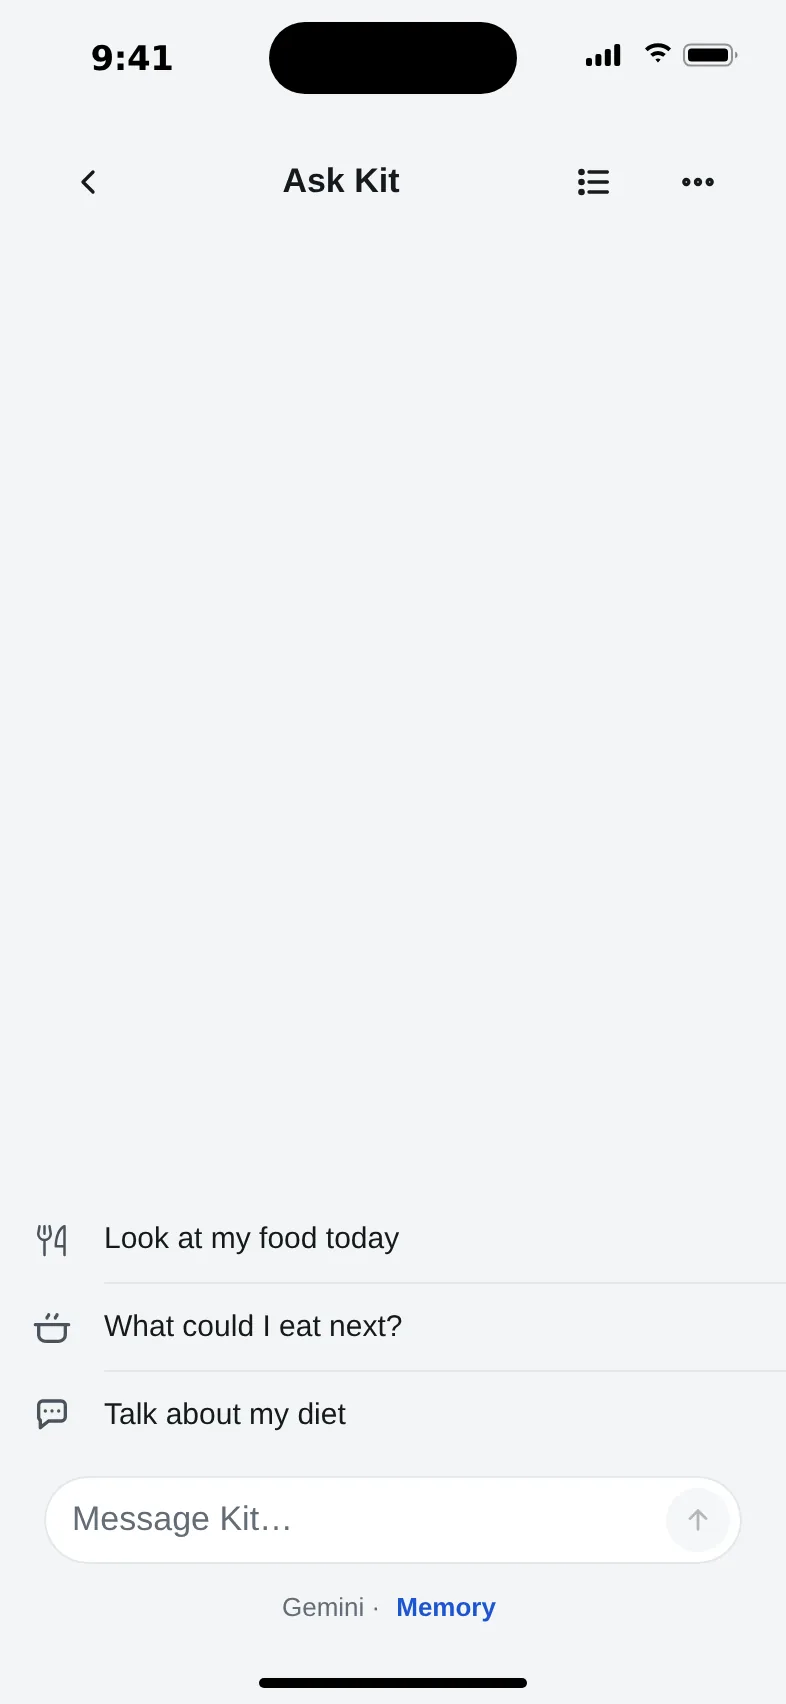 9:41
Ask Kit
Look at my food today
What could I eat next?
Talk about my diet
Message Kit…
Gemini · Memory